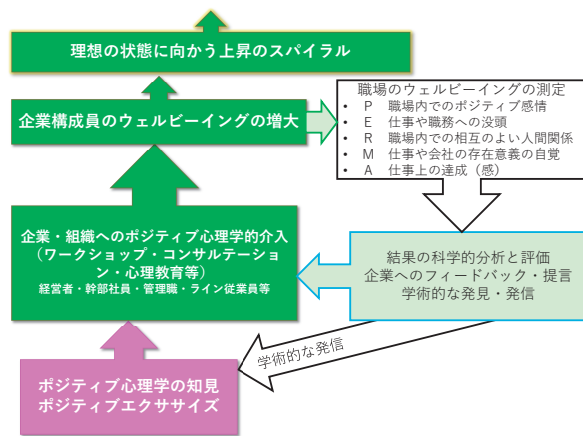 理想の状態に向かう上昇のスパイラル
企業構成員のウェルビーイングの増大
職場のウェルビーイングの測定
• P 職場内でのポジティブ感情
• E 仕事や職務への没頭
• R 職場内での相互のよい人間関係
• M 仕事や会社の存在意義の自覚
• A 仕事上の達成（感）
企業・組織へのポジティブ心理学的介入
（ワークショップ・コンサルテーショ
ン・心理教育等）
経営者・幹部社員・管理職・ライン従業員等
結果の科学的分析と評価
企業へのフィードバック・提言
学術的な発見・発信
学術的な発信
ポジティブ心理学の知見
ポジティブエクササイズ